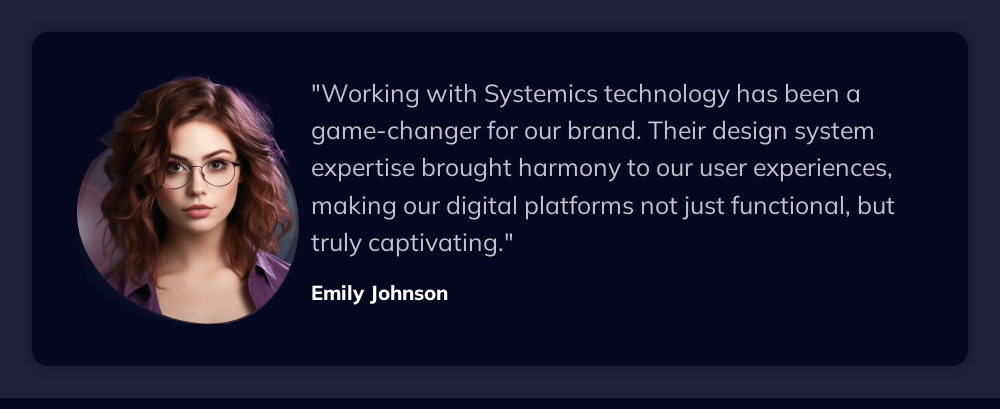 "Working with Systemics technology has been a
game-changer for our brand. Their design system
expertise brought harmony to our user experiences,
making our digital platforms not just functional, but
truly captivating."
Emily Johnson